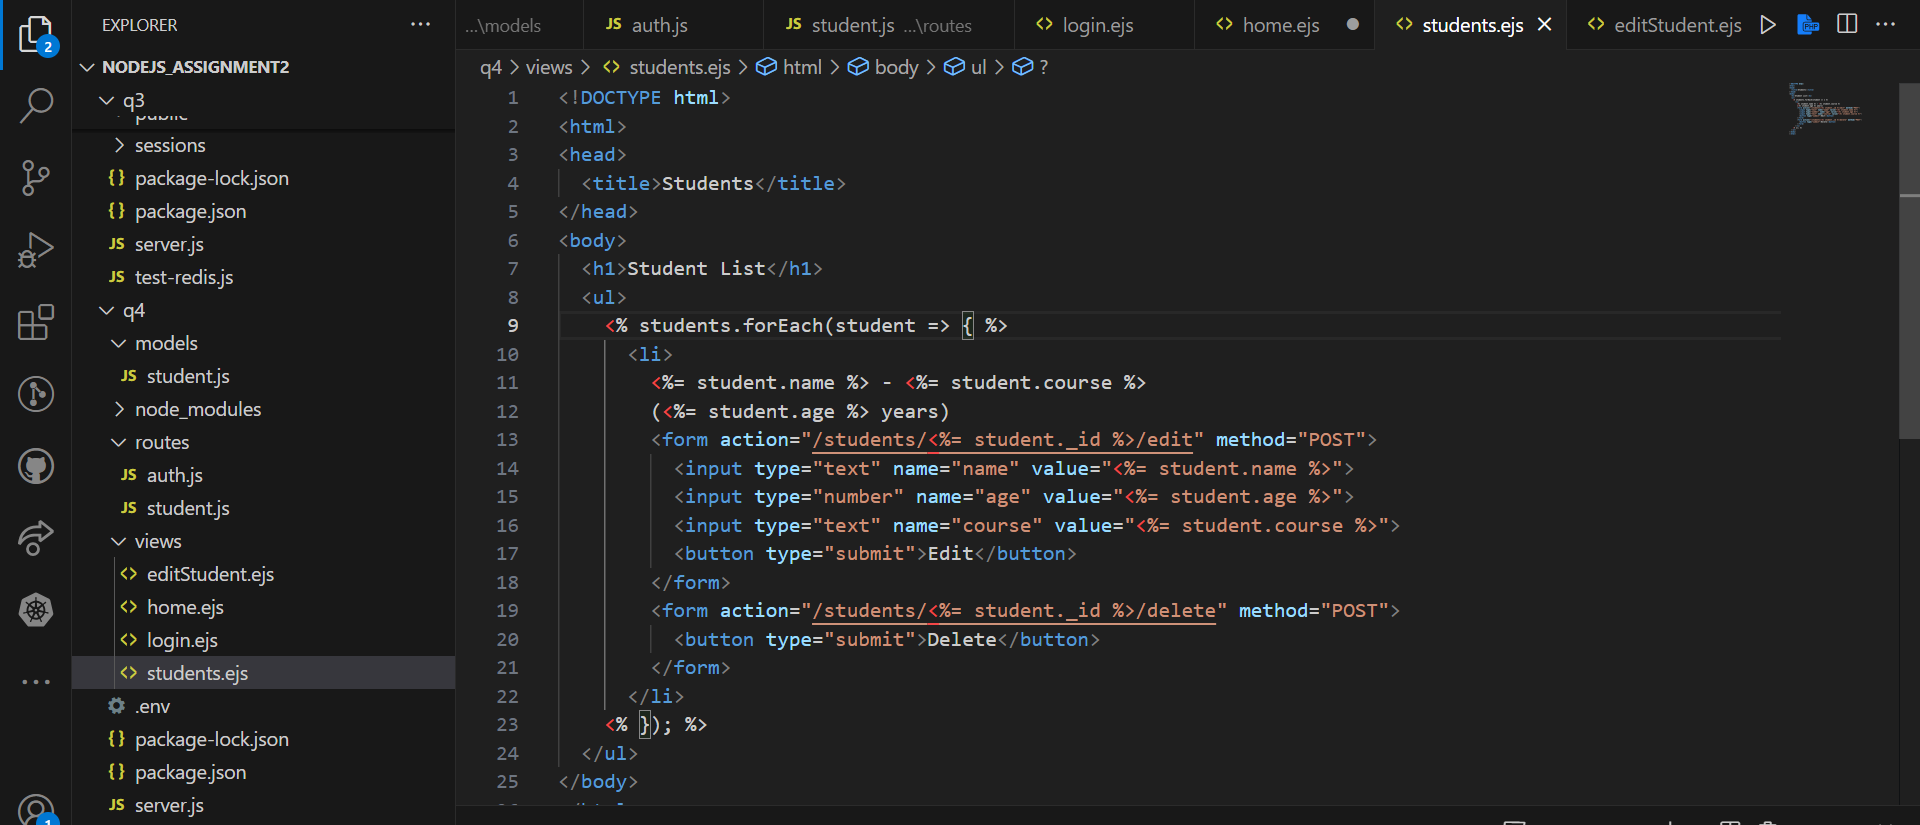 EXPLORER
...
2
NODEJS_ASSIGNMENT2
q3
public
sessions
{} package-lock.json
{} package.json
JS server.js
JS test-redis.js
q4
models
JS student.js
node_modules
routes
JS auth.js
JS student.js
views
<> editStudent.ejs
<> home.ejs
<> login.ejs
<> students.ejs
.env
{} package-lock.json
{} package.json
JS server.js
1
...\models
JS auth.js
JS student.js ...\routes
<> login.ejs
<> home.ejs
<> students.ejs
<> editStudent.ejs
PHP
q4 > views > <> students.ejs > html > body > ul > ?
1 <!DOCTYPE html>
2 <html>
3 <head>
4 <title>Students</title>
5 </head>
6 <body>
7 <h1>Student List</h1>
8 <ul>
9 <% students.forEach(student => { %>
10 <li>
11 <%= student.name %> - <%= student.course %>
12 (<%= student.age %> years)
13 <form action="/students/<%= student._id %>/edit" method="POST">
14 <input type="text" name="name" value="<%= student.name %>">
15 <input type="number" name="age" value="<%= student.age %>">
16 <input type="text" name="course" value="<%= student.course %>">
17 <button type="submit">Edit</button>
18 </form>
19 <form action="/students/<%= student._id %>/delete" method="POST">
20 <button type="submit">Delete</button>
21 </form>
22 </li>
23 <% }); %>
24 </ul>
25 </body>